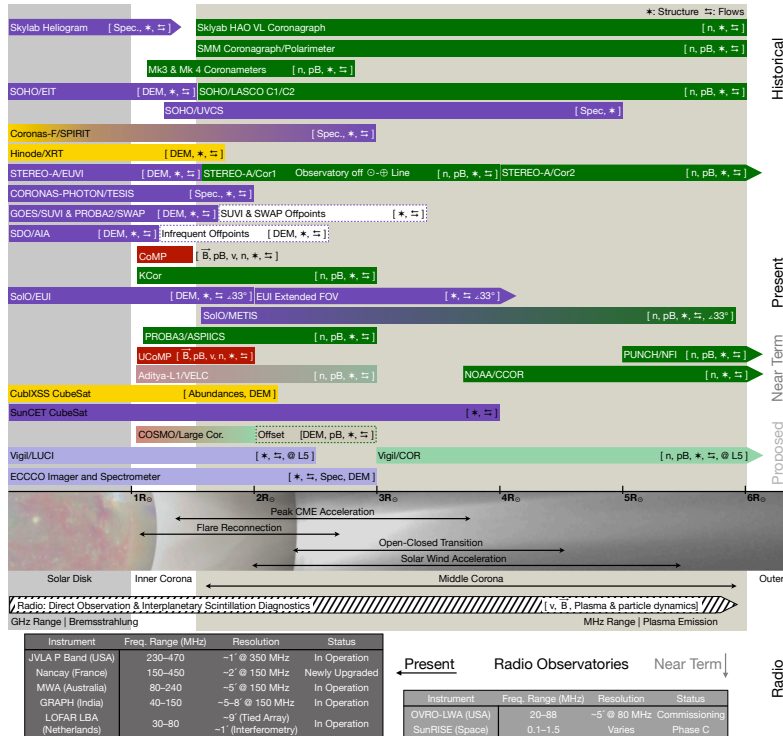 ✶: Structure ⇆: Flows
Skylab Heliogram [ Spec., ✶, ⇆ ]
Sklyab HAO VL Coronagraph [ n, ✶, ⇆ ]
SMM Coronagraph/Polarimeter [ n, pB, ✶, ⇆ ]
Mk3 & Mk 4 Coronameters [ n, pB, ✶, ⇆ ]
SOHO/EIT [ DEM, ✶, ⇆ ]
SOHO/LASCO C1/C2 [ n, pB, ✶, ⇆ ]
SOHO/UVCS [ Spec, ✶ ]
Coronas-F/SPIRIT [ Spec., ✶, ⇆ ]
Hinode/XRT [ DEM, ✶, ⇆ ]
STEREO-A/EUVI [ DEM, ✶, ⇆ ]
STEREO-A/Cor1 Observatory off ⊙-⊕ Line [ n, pB, ✶, ⇆ ]
STEREO-A/Cor2 [ n, pB, ✶, ⇆ ]
CORONAS-PHOTON/TESIS [ Spec, ✶, ⇆ ]
GOES/SUVI & PROBA2/SWAP [ DEM, ✶, ⇆ ]
SUVI & SWAP Offpoints [ ✶, ⇆ ]
SDO/AIA [ DEM, ✶, ⇆ ]
Infrequent Offpoints [ DEM, ✶, ⇆ ]
CoMP [ B⃗, pB, v, n, ✶, ⇆ ]
KCor [ n, pB, ✶, ⇆ ]
SolO/EUI [ DEM, ✶, ⇆ ∠33° ]
EUI Extended FOV [ ✶, ⇆ ∠33° ]
SolO/METIS [ n, pB, ✶, ⇆, ∠33° ]
PROBA3/ASPIICS [ n, pB, ✶, ⇆ ]
UCoMP [ B⃗, pB, v, n, ✶, ⇆ ]
PUNCH/NFI [ n, pB, ✶, ⇆ ]
Aditya-L1/VELC [ n, pB, ✶, ⇆ ]
NOAA/CCOR [ n, ✶, ⇆ ]
CubIXSS CubeSat [ Abundances, DEM ]
SunCET CubeSat [ ✶, ⇆ ]
COSMO/Large Cor. Offset [DEM, pB, ✶, ⇆ ]
Vigil/LUCI [ ✶, ⇆, @ L5 ]
Vigil/COR [ n, pB, ✶, ⇆, @ L5 ]
ECCCO Imager and Spectrometer [ ✶, ⇆, Spec, DEM ]
Historical
Present
Near Term
Proposed
1R⊙ 2R⊙ 3R⊙ 4R⊙ 5R⊙ 6R⊙
Peak CME Acceleration
Flare Reconnection
Open-Closed Transition
Solar Wind Acceleration
Solar Disk Inner Corona Middle Corona Outer
Radio: Direct Observation & Interplanetary Scintillation Diagnostics [ v, B⃗, Plasma & particle dynamics]
GHz Range | Bremsstrahlung MHz Range | Plasma Emission
Radio
Instrument Freq. Range (MHz) Resolution Status
JVLA P Band (USA) 230–470 ~1´ @ 350 MHz In Operation
Nancay (France) 150–450 ~2´ @ 150 MHz Newly Upgraded
MWA (Australia) 80–240 ~5´ @ 150 MHz In Operation
GRAPH (India) 40–150 ~5–8´ @ 150 MHz In Operation
LOFAR LBA (Netherlands) 30–80 ~9´ (Tied Array) ~1´ (Interferometry) In Operation
Present Radio Observatories Near Term
Instrument Freq. Range (MHz) Resolution Status
OVRO-LWA (USA) 20–88 ~5´ @ 80 MHz Commissioning
SunRISE (Space) 0.1–1.5 Varies Phase C